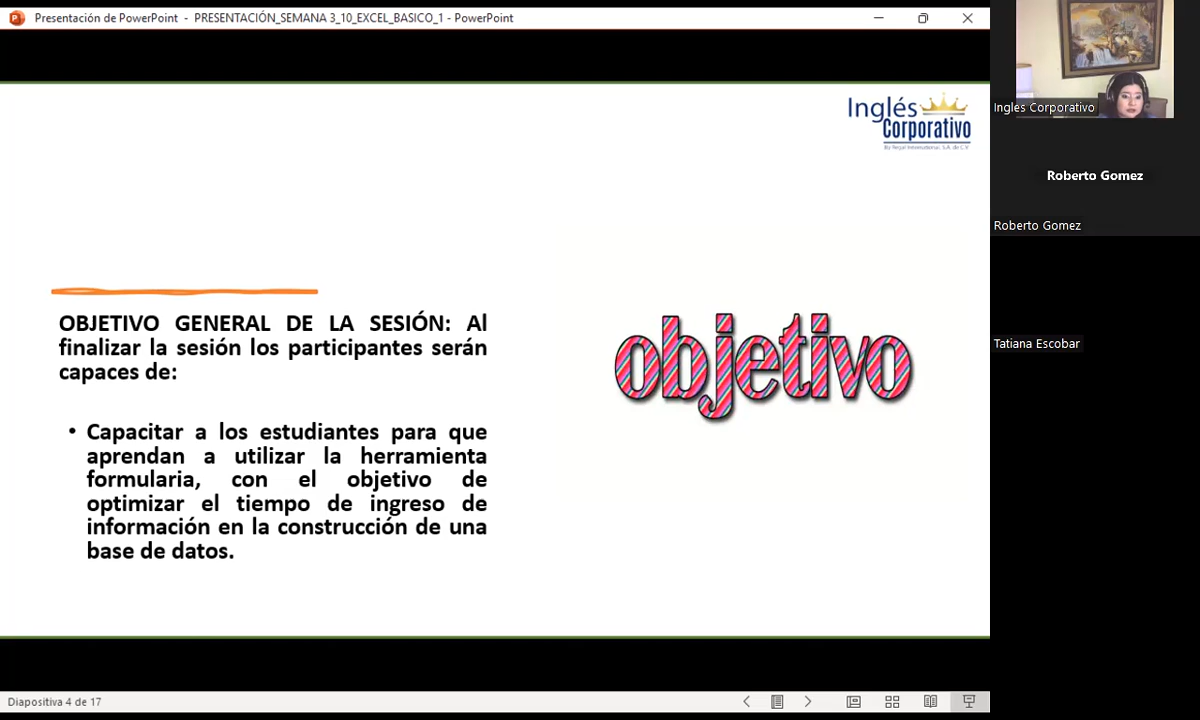 Presentación de PowerPoint - PRESENTACIÓN_SEMANA 3_10_EXCEL_BASICO_1 - PowerPoint
Inglés
Corporativo
By Regal International, S.A. de C.V
OBJETIVO GENERAL DE LA SESIÓN: Al
finalizar la sesión los participantes serán
capaces de:
• Capacitar a los estudiantes para que
aprendan a utilizar la herramienta
formularia, con el objetivo de
optimizar el tiempo de ingreso de
información en la construcción de una
base de datos.
objetivo
Diapositiva 4 de 17
Ingles Corporativo
Roberto Gomez
Roberto Gomez
Tatiana Escobar